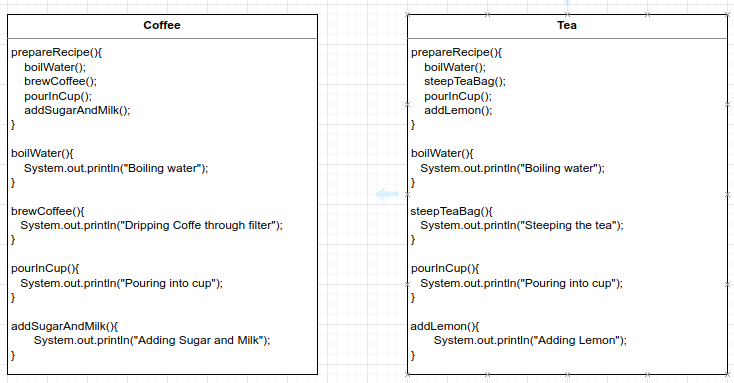 Coffee
prepareRecipe(){
boilWater();
brewCoffee();
pourInCup();
addSugarAndMilk();
}
boilWater(){
System.out.println("Boiling water");
}
brewCoffee(){
System.out.println("Dripping Coffe through filter");
}
pourInCup(){
System.out.println("Pouring into cup");
}
addSugarAndMilk(){
System.out.println("Adding Sugar and Milk");
}
Tea
prepareRecipe(){
boilWater();
steepTeaBag();
pourInCup();
addLemon();
}
boilWater(){
System.out.println("Boiling water");
}
steepTeaBag(){
System.out.println("Steeping the tea");
}
pourInCup(){
System.out.println("Pouring into cup");
}
addLemon(){
System.out.println("Adding Lemon");
}